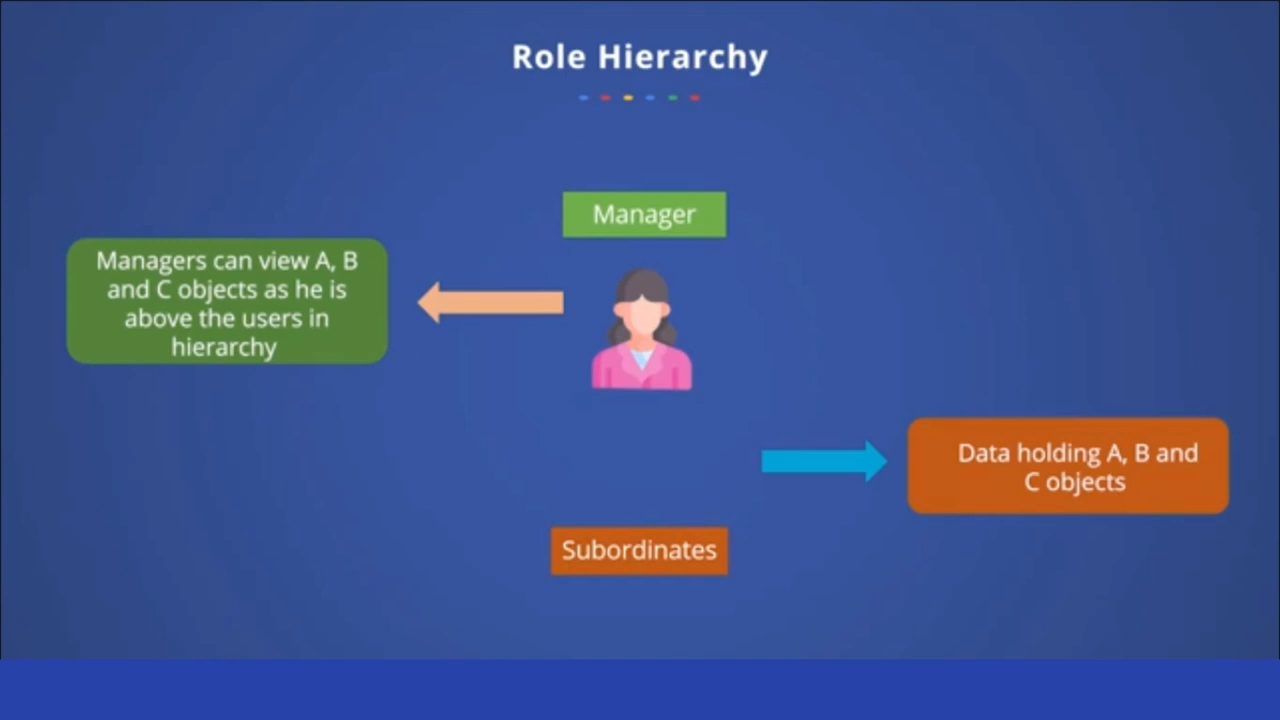 Role Hierarchy
Manager
Managers can view A, B
and C objects as he is
above the users in
hierarchy
Data holding A, B and
C objects
Subordinates